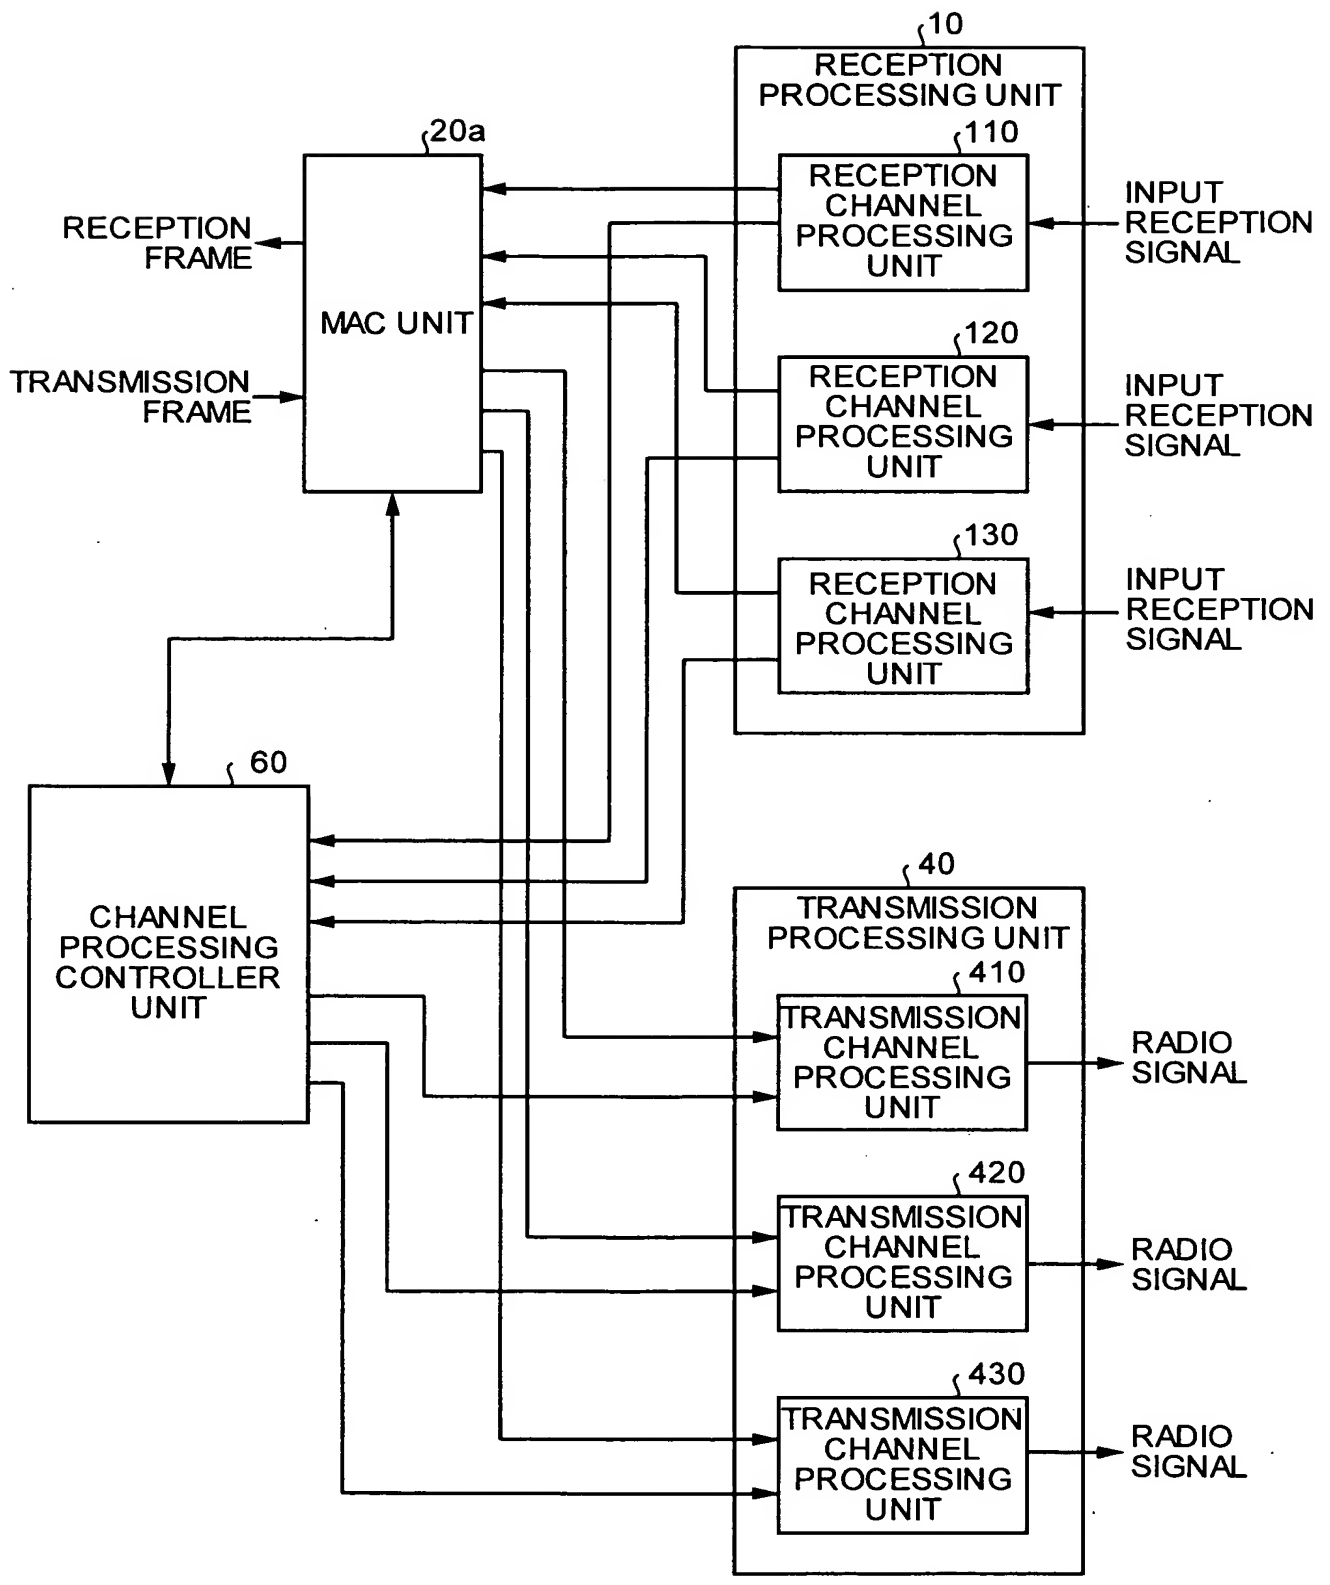 10
RECEPTION
PROCESSING UNIT
20a
110
MAC UNIT
RECEPTION
FRAME
TRANSMISSION
FRAME
RECEPTION
CHANNEL
PROCESSING
UNIT
INPUT
RECEPTION
SIGNAL
120
RECEPTION
CHANNEL
PROCESSING
UNIT
INPUT
RECEPTION
SIGNAL
130
RECEPTION
CHANNEL
PROCESSING
UNIT
INPUT
RECEPTION
SIGNAL
60
CHANNEL
PROCESSING
CONTROLLER
UNIT
40
TRANSMISSION
PROCESSING UNIT
410
TRANSMISSION
CHANNEL
PROCESSING
UNIT
RADIO
SIGNAL
420
TRANSMISSION
CHANNEL
PROCESSING
UNIT
RADIO
SIGNAL
430
TRANSMISSION
CHANNEL
PROCESSING
UNIT
RADIO
SIGNAL